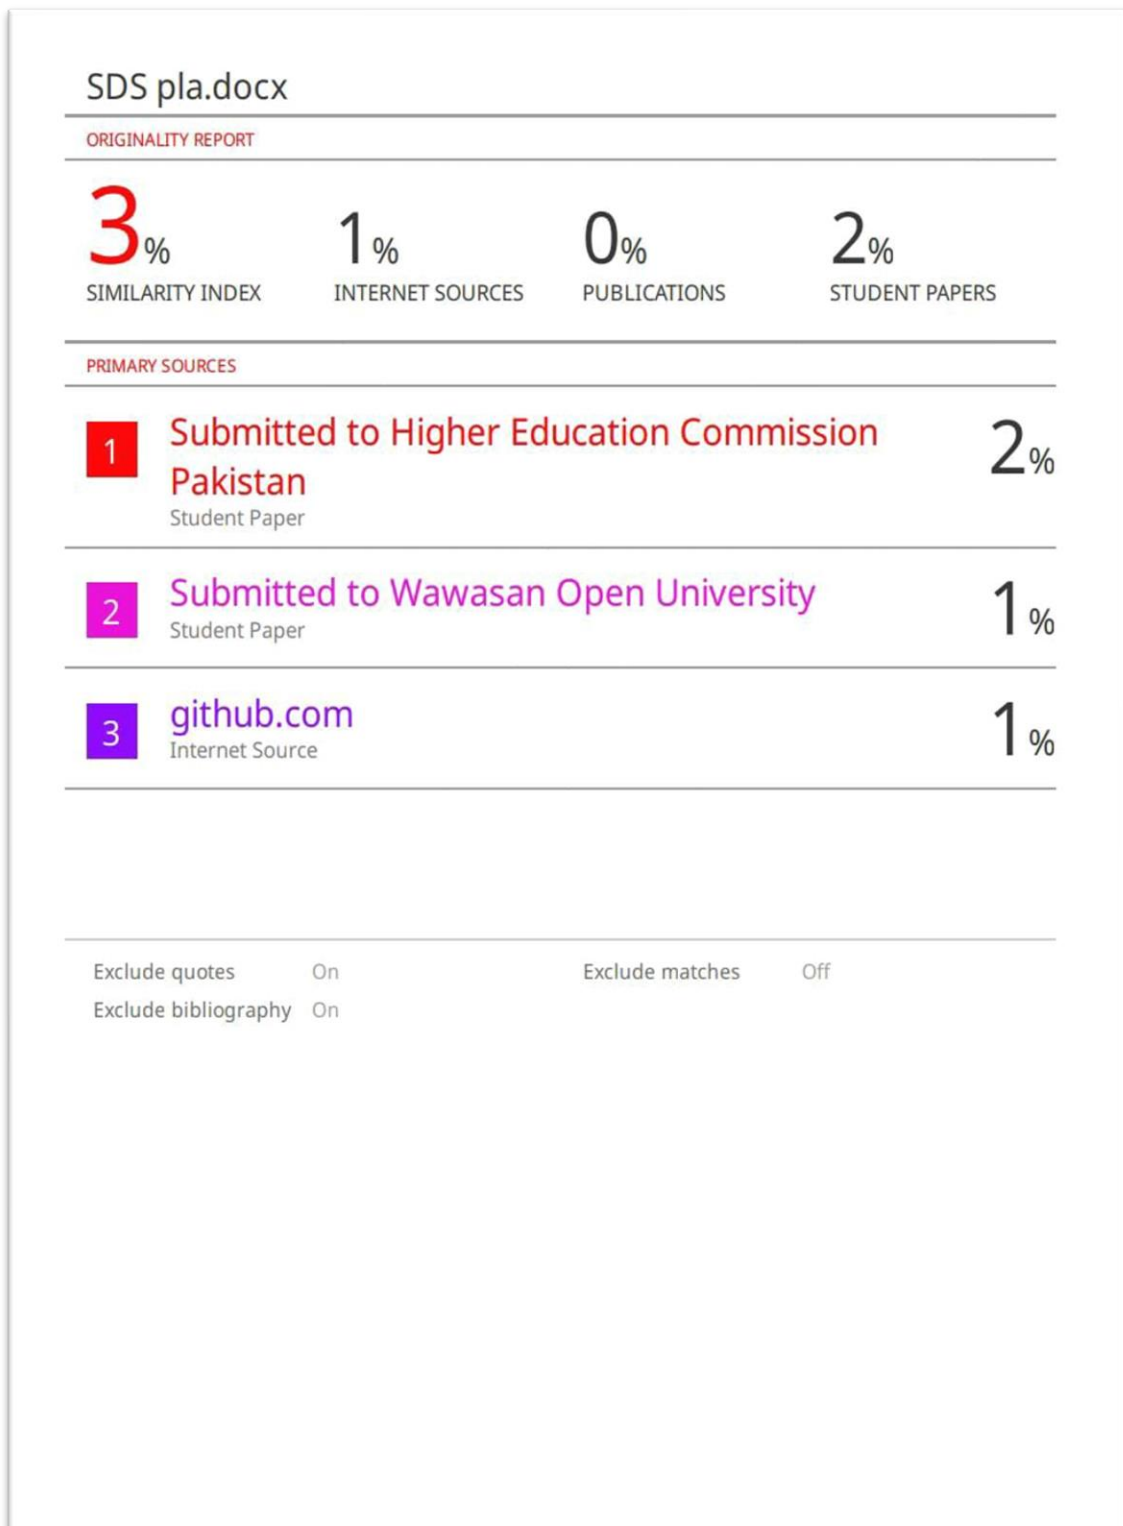 SDS pla.docx
ORIGINALITY REPORT
3% 1% 0% 2%
SIMILARITY INDEX INTERNET SOURCES PUBLICATIONS STUDENT PAPERS
PRIMARY SOURCES
1 Submitted to Higher Education Commission 2%
Pakistan
Student Paper
2 Submitted to Wawasan Open University 1%
Student Paper
3 github.com 1%
Internet Source
Exclude quotes On Exclude matches Off
Exclude bibliography On